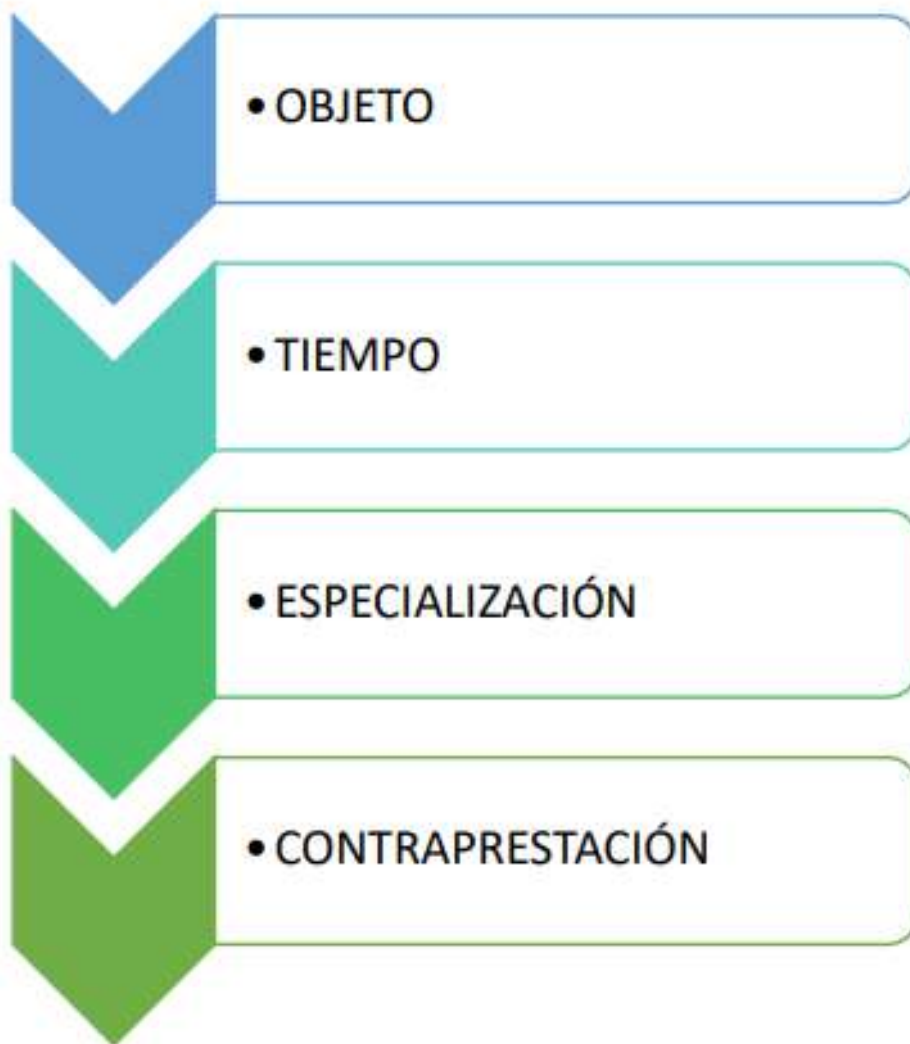 • OBJETO
• TIEMPO
• ESPECIALIZACIÓN
• CONTRAPRESTACIÓN